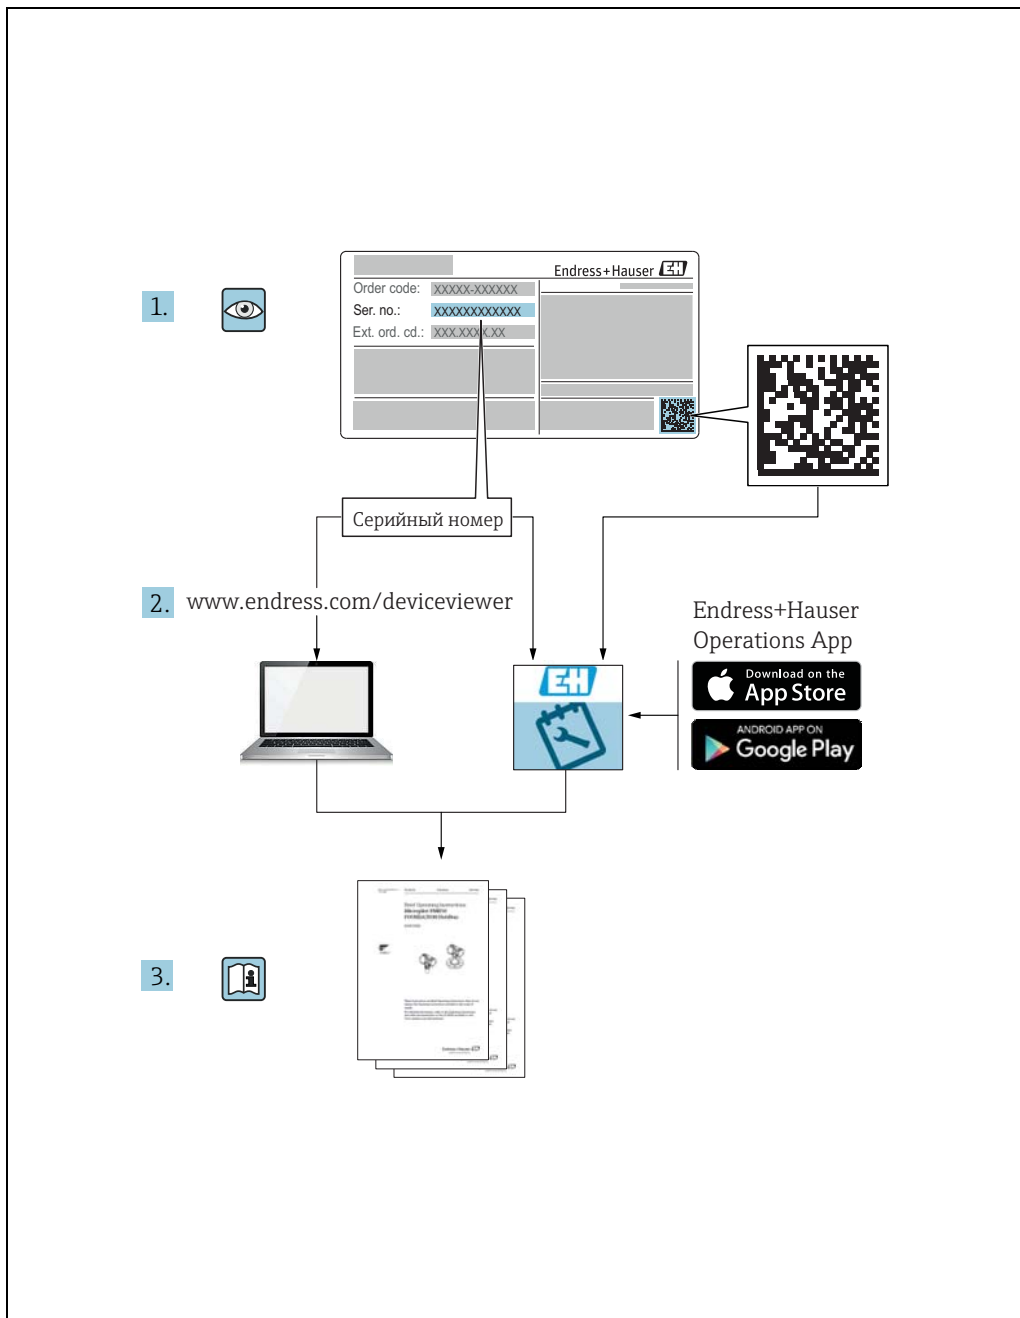 Endress+Hauser EH
Order code: XXXXX-XXXXXX
Ser. no.: XXXXXXXXXXXX
Ext. ord. cd.: XXX.XXXX.XX
1.
Серийный номер
2. www.endress.com/deviceviewer
Endress+Hauser
Operations App
Download on the
App Store
EH
ANDROID APP ON
Google Play
3.